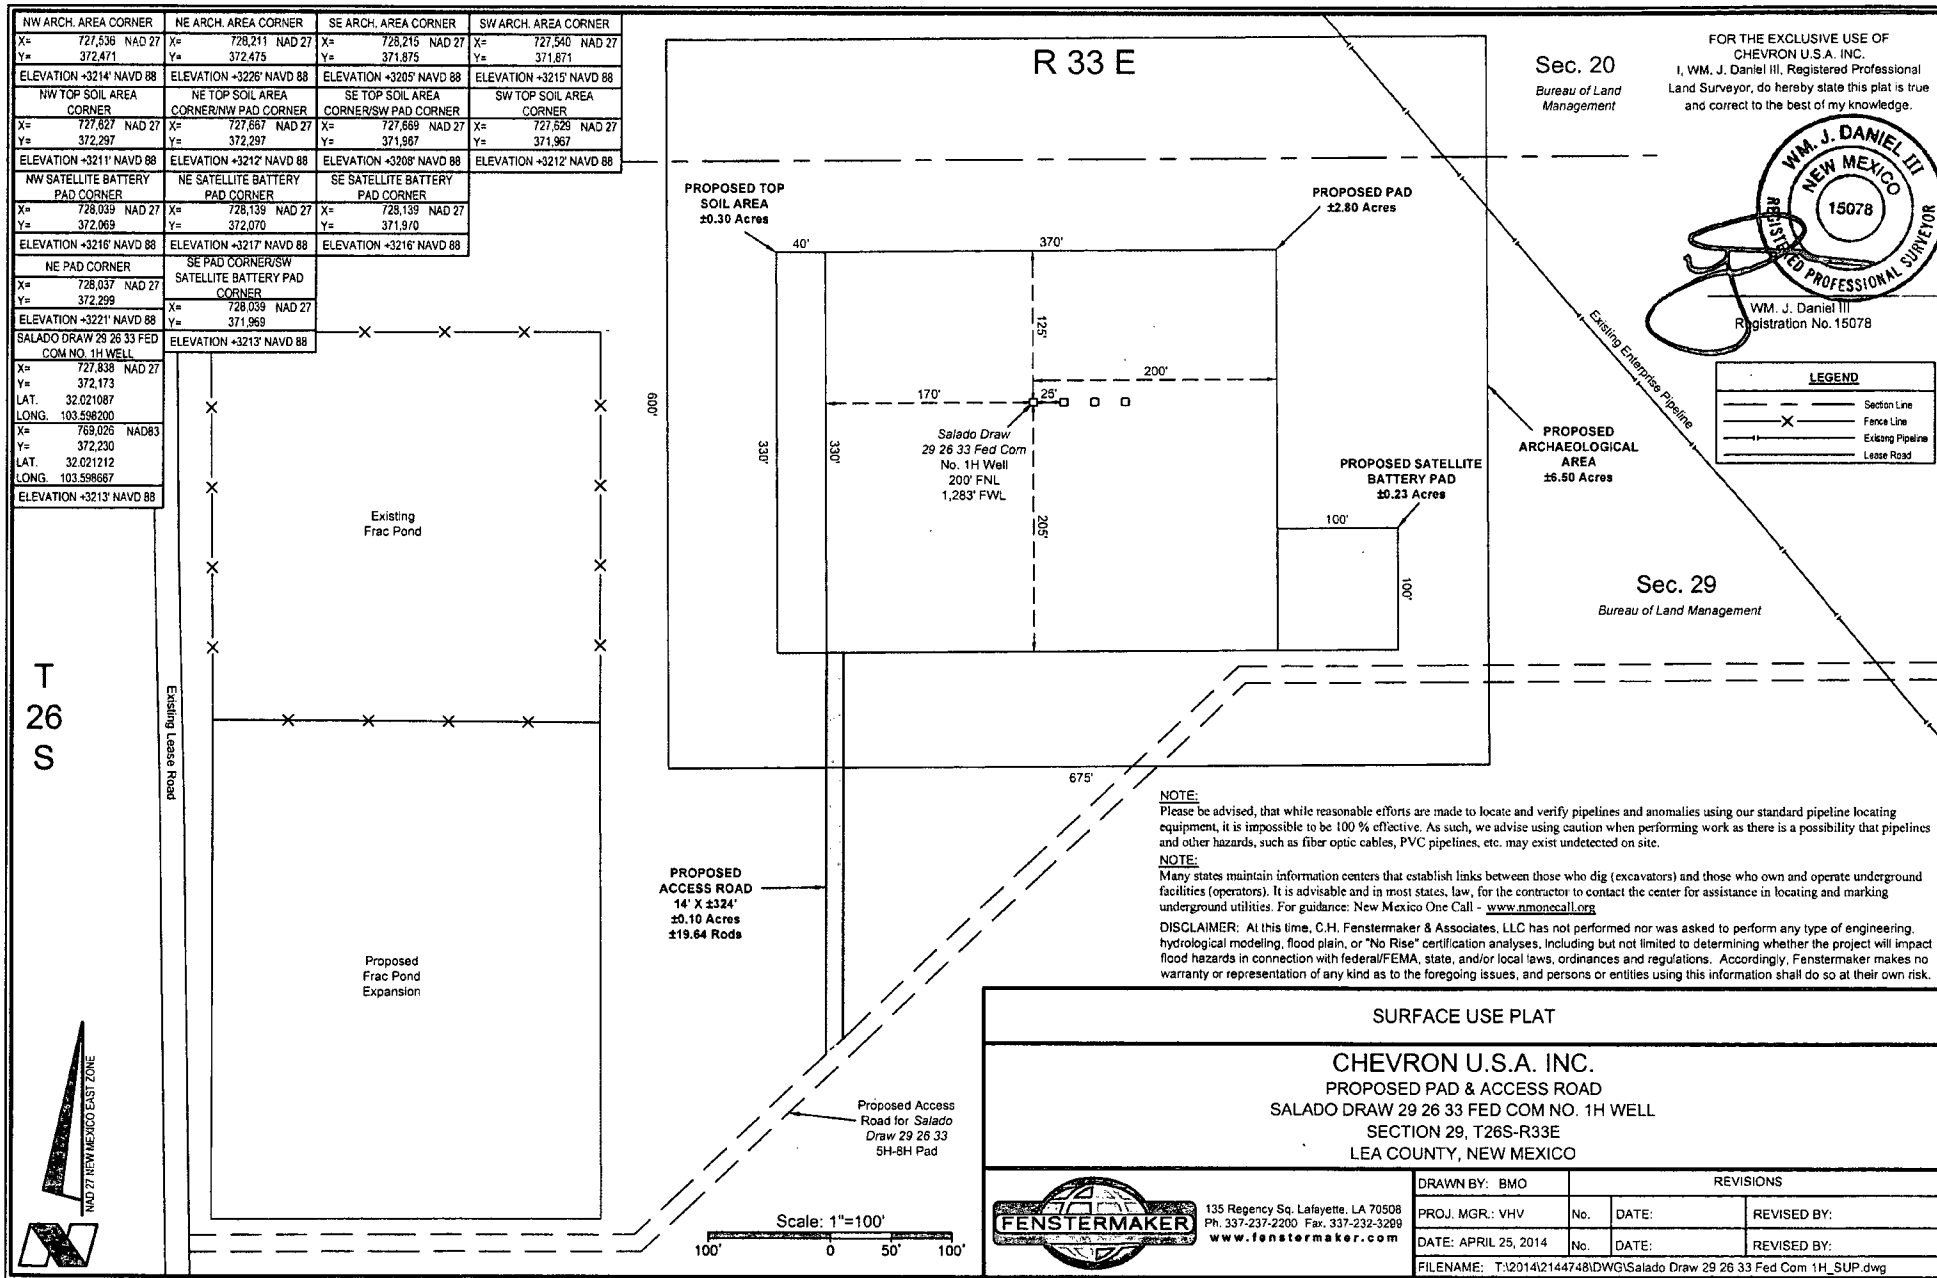 NW ARCH. AREA CORNER
X= 727,536 NAD 27
Y= 372,471
ELEVATION +3214' NAVD 88
NE ARCH. AREA CORNER
X= 728,211 NAD 27
Y= 372,475
ELEVATION +3226' NAVD 88
SE ARCH. AREA CORNER
X= 728,215 NAD 27
Y= 371,875
ELEVATION +3205' NAVD 88
SW ARCH. AREA CORNER
X= 727,540 NAD 27
Y= 371,871
ELEVATION +3215' NAVD 88
NW TOP SOIL AREA
CORNER
X= 727,627 NAD 27
Y= 372,297
ELEVATION +3211' NAVD 88
NE TOP SOIL AREA
CORNER/NW PAD CORNER
X= 727,667 NAD 27
Y= 372,297
ELEVATION +3212' NAVD 88
SE TOP SOIL AREA
CORNER/SW PAD CORNER
X= 727,669 NAD 27
Y= 371,967
ELEVATION +3208' NAVD 88
SW TOP SOIL AREA
CORNER
X= 727,629 NAD 27
Y= 371,967
ELEVATION +3212' NAVD 88
NW SATELLITE BATTERY
PAD CORNER
X= 728,039 NAD 27
Y= 372,069
ELEVATION +3216' NAVD 88
NE SATELLITE BATTERY
PAD CORNER
X= 728,139 NAD 27
Y= 372,070
ELEVATION +3217' NAVD 88
SE SATELLITE BATTERY
PAD CORNER
X= 728,139 NAD 27
Y= 371,970
ELEVATION +3216' NAVD 88
NE PAD CORNER
X= 728,037 NAD 27
Y= 372,299
ELEVATION +3221' NAVD 88
SE PAD CORNER/SW
SATELLITE BATTERY PAD
CORNER
X= 728,039 NAD 27
Y= 371,969
ELEVATION +3213' NAVD 88
SALADO DRAW 29 26 33 FED
COM NO. 1H WELL
X= 727,838 NAD 27
Y= 372,173
LAT. 32.021087
LONG. 103.598200
X= 769,026 NAD83
Y= 372,230
LAT. 32.021212
LONG. 103.598667
ELEVATION +3213' NAVD 88
R 33 E
Sec. 20
Bureau of Land
Management
FOR THE EXCLUSIVE USE OF
CHEVRON U.S.A. INC.
I, WM. J. Daniel III, Registered Professional
Land Surveyor, do hereby state this plat is true
and correct to the best of my knowledge.
WM. J. DANIEL III
NEW MEXICO
15078
REGISTERED PROFESSIONAL SURVEYOR
WM. J. Daniel III
Registration No. 15078
LEGEND
Section Line
Fence Line
Existing Pipeline
Lease Road
PROPOSED TOP
SOIL AREA
±0.30 Acres
PROPOSED PAD
±2.80 Acres
40'
370'
125'
200'
170'
25'
600'
330'
330'
205'
Salado Draw
29 26 33 Fed Com
No. 1H Well
200' FNL
1,283' FWL
PROPOSED SATELLITE
BATTERY PAD
±0.23 Acres
100'
100'
PROPOSED
ARCHAEOLOGICAL
AREA
±6.50 Acres
Existing Enterprise Pipeline
Sec. 29
Bureau of Land Management
675'
Existing
Frac Pond
T
26
S
Existing Lease Road
PROPOSED
ACCESS ROAD
14' X ±324'
±0.10 Acres
±19.64 Rods
Proposed
Frac Pond
Expansion
Proposed Access
Road for Salado
Draw 29 26 33
5H-8H Pad
NAD 27 NEW MEXICO EAST ZONE
Scale: 1"=100'
100' 0 50' 100'
NOTE:
Please be advised, that while reasonable efforts are made to locate and verify pipelines and anomalies using our standard pipeline locating
equipment, it is impossible to be 100 % effective. As such, we advise using caution when performing work as there is a possibility that pipelines
and other hazards, such as fiber optic cables, PVC pipelines, etc. may exist undetected on site.
NOTE:
Many states maintain information centers that establish links between those who dig (excavators) and those who own and operate underground
facilities (operators). It is advisable and in most states, law, for the contractor to contact the center for assistance in locating and marking
underground utilities. For guidance: New Mexico One Call - www.nmonecall.org
DISCLAIMER: At this time, C.H. Fenstermaker & Associates, LLC has not performed nor was asked to perform any type of engineering,
hydrological modeling, flood plain, or "No Rise" certification analyses, including but not limited to determining whether the project will impact
flood hazards in connection with federal/FEMA, state, and/or local laws, ordinances and regulations. Accordingly, Fenstermaker makes no
warranty or representation of any kind as to the foregoing issues, and persons or entities using this information shall do so at their own risk.
SURFACE USE PLAT
CHEVRON U.S.A. INC.
PROPOSED PAD & ACCESS ROAD
SALADO DRAW 29 26 33 FED COM NO. 1H WELL
SECTION 29, T26S-R33E
LEA COUNTY, NEW MEXICO
FENSTERMAKER
135 Regency Sq. Lafayette, LA 70508
Ph. 337-237-2200 Fax. 337-232-3299
www.fenstermaker.com
DRAWN BY: BMO
REVISIONS
PROJ. MGR.: VHV
No. DATE: REVISED BY:
DATE: APRIL 25, 2014
No. DATE: REVISED BY:
FILENAME: T:\2014\2144748\DWG\Salado Draw 29 26 33 Fed Com 1H_SUP.dwg